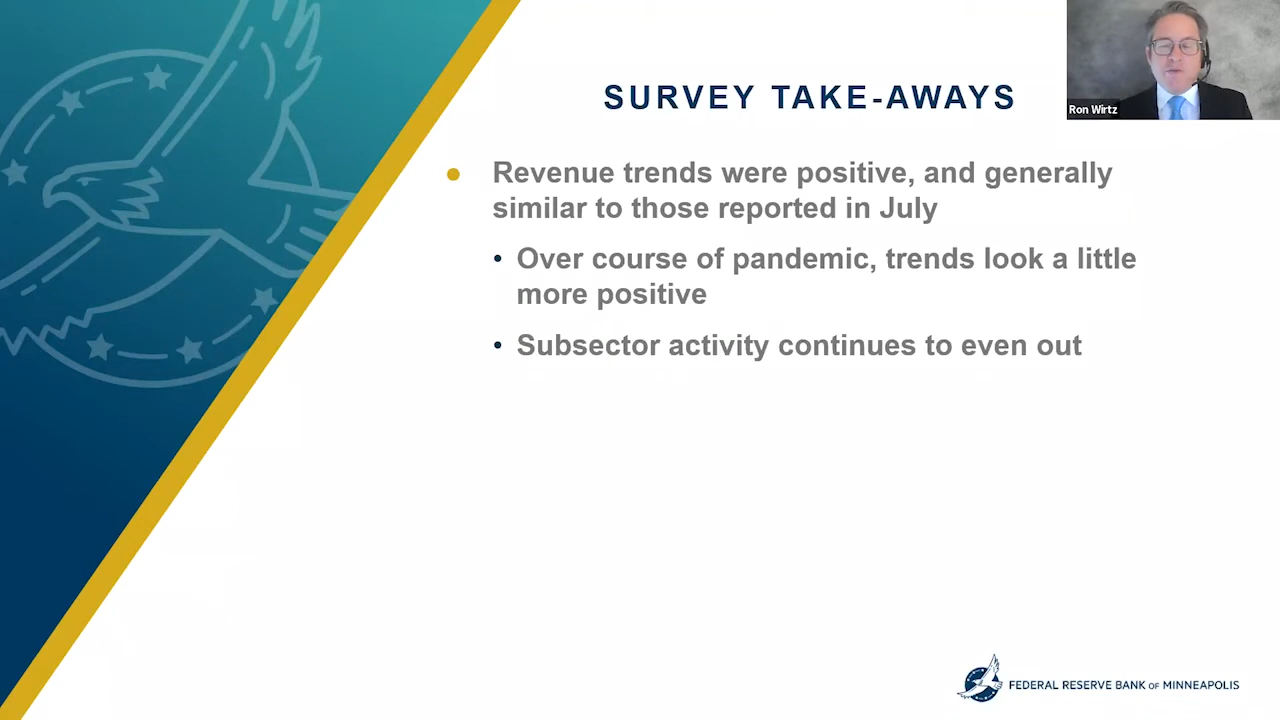 SURVEY TAKE-AWAYS
Ron Wirtz
● Revenue trends were positive, and generally
similar to those reported in July
• Over course of pandemic, trends look a little
more positive
• Subsector activity continues to even out
FEDERAL RESERVE BANK OF MINNEAPOLIS